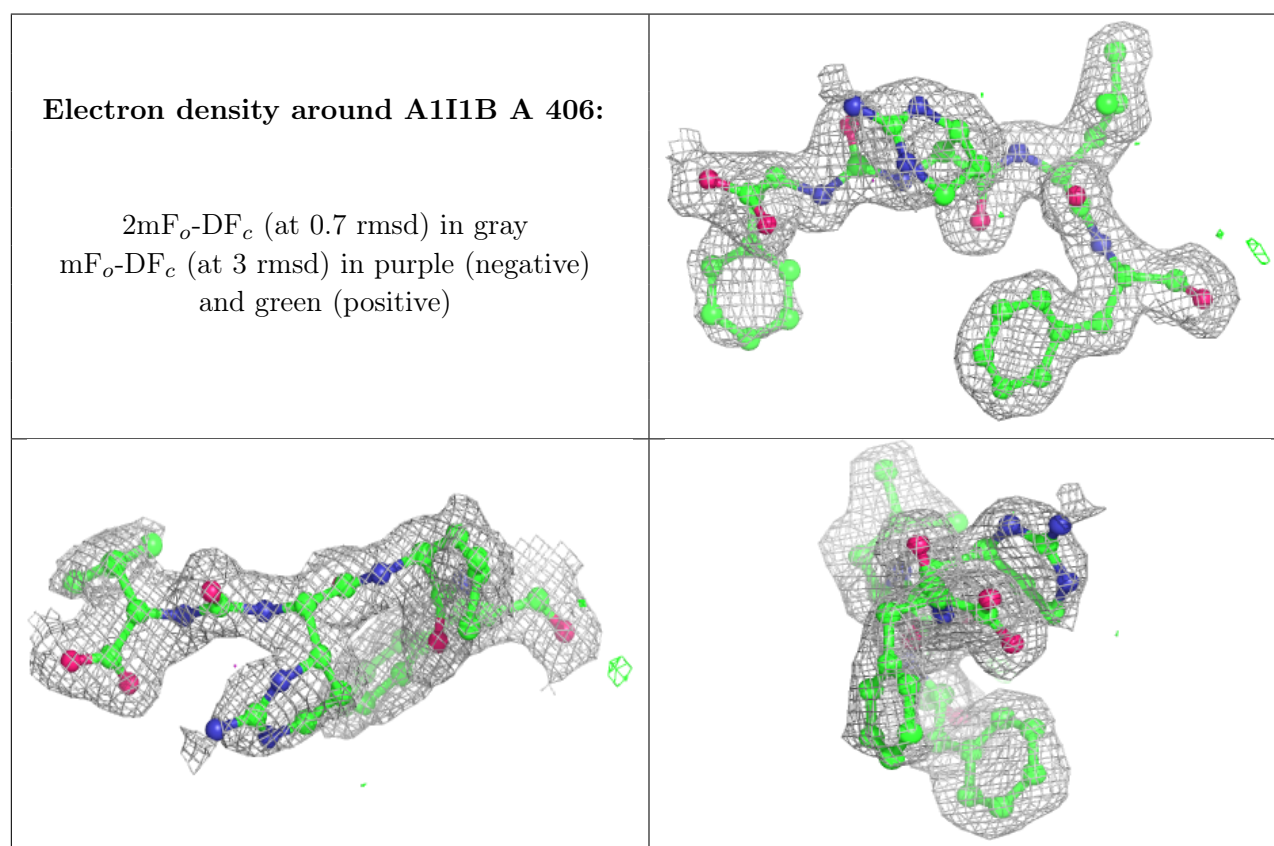 Electron density around A1I1B A 406:
2mFo-DFc (at 0.7 rmsd) in gray
mFo-DFc (at 3 rmsd) in purple (negative)
and green (positive)